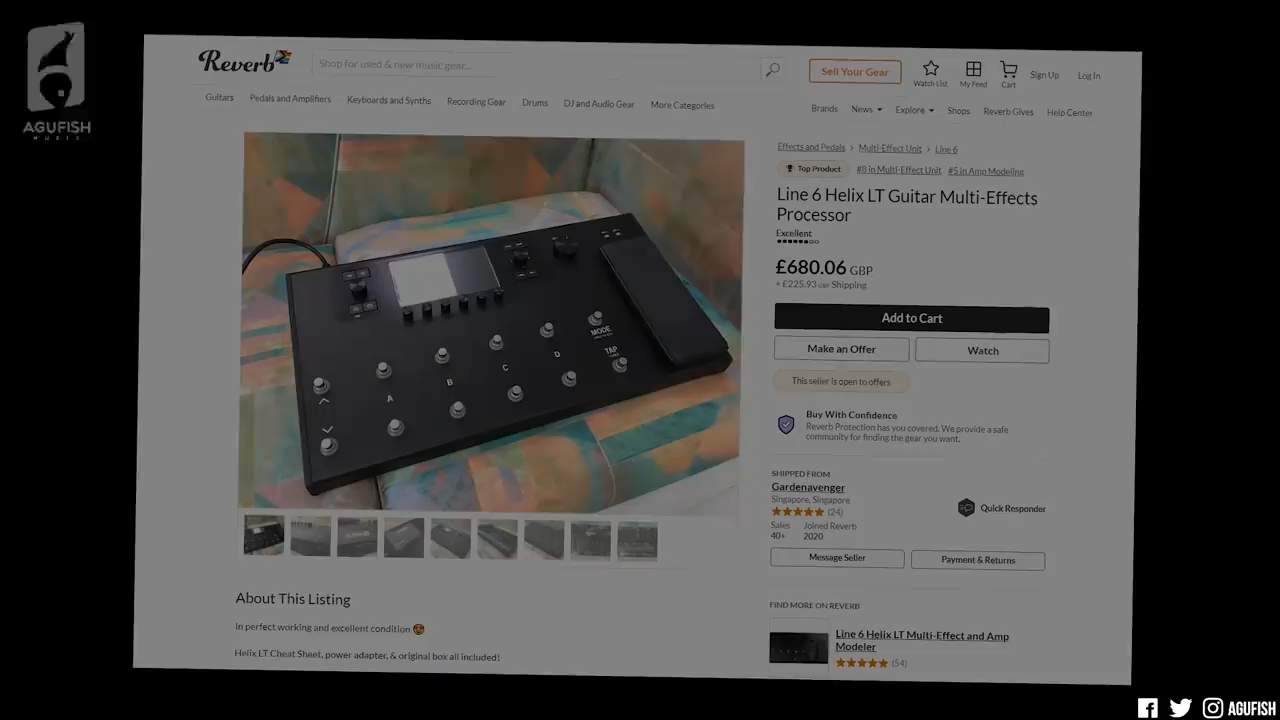 AGUFISH
MUSIC
Reverb
Shop for used & new music gear...
Sell Your Gear
Watch List
My Feed
Cart
Sign Up
Log In
Guitars
Pedals and Amplifiers
Keyboards and Synths
Recording Gear
Drums
DJ and Audio Gear
More Categories
Brands
News
Explore
Shops
Reverb Gives
Help Center
Effects and Pedals > Multi-Effect Unit > Line 6
Top Product
#8 in Multi-Effect Unit
#5 in Amp Modeling
Line 6 Helix LT Guitar Multi-Effects
Processor
Excellent
£680.06 GBP
+ £225.93 GBP Shipping
Add to Cart
Make an Offer
Watch
This seller is open to offers
Buy With Confidence
Reverb Protection has you covered. We provide a safe
community for finding the gear you want.
SHIPPED FROM
Gardenavenger
Singapore, Singapore
(24)
Quick Responder
Sales
Joined Reverb
40+
2020
Message Seller
Payment & Returns
FIND MORE ON REVERB
Line 6 Helix LT Multi-Effect and Amp
Modeler
(54)
A
B
C
D
MODE
TAP
About This Listing
In perfect working and excellent condition
Helix LT Cheat Sheet, power adapter, & original box all included!
AGUFISH